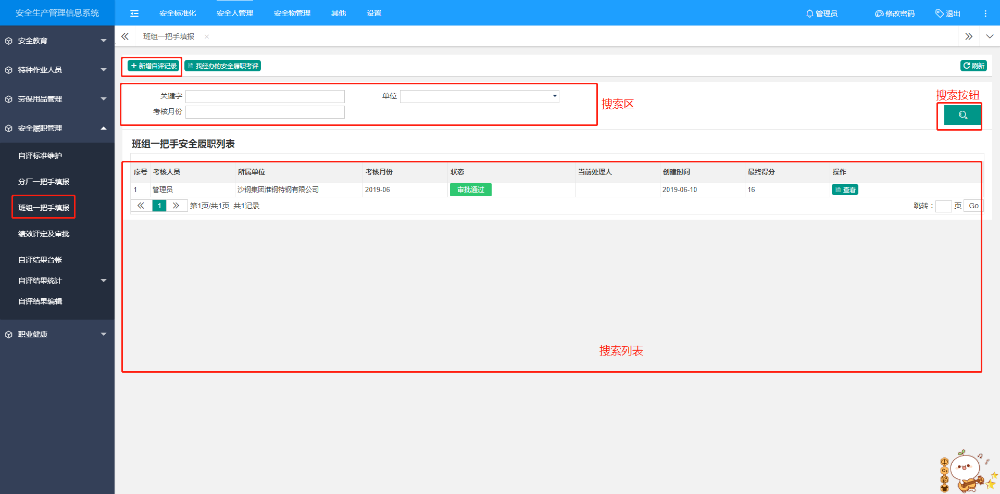 安全生产管理信息系统
安全标准化 安全人管理 安全物管理 其他 设置
管理员 修改密码 退出
安全教育
特种作业人员
劳保用品管理
安全履职管理
自评标准维护
分厂一把手填报
班组一把手填报
绩效评定及审批
自评结果台帐
自评结果统计
自评结果编辑
职业健康
班组一把手填报 ×
新增自评记录 我经办的安全履职考评 刷新
关键字 单位
考核月份
搜索区
搜索按钮
班组一把手安全履职列表
序号 考核人员 所属单位 考核月份 状态 当前处理人 创建时间 最终得分 操作
1 管理员 沙钢集团淮钢特钢有限公司 2019-06 审批通过 2019-06-10 16 查看
1 第1页/共1页 共1记录 跳转： 页 Go
搜索列表
中
简